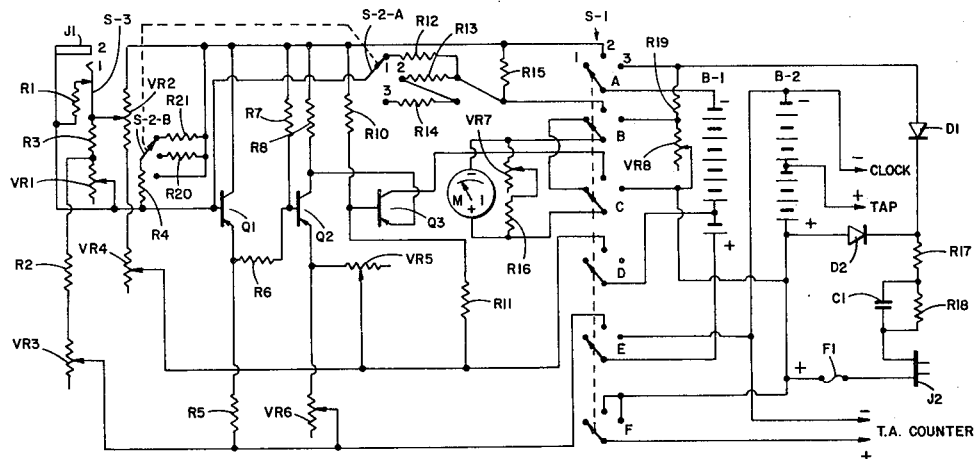 J1
S-3
S-2-A
R12
R13
S-1
2
1
1
2
3
R14
R15
2
1
3
R19
A
B-1
B-2
R1
VR2
R21
S-2-B
R20
R3
VR1
R4
R7
R8
R10
Q1
Q2
Q3
VR7
M
1
R16
B
C
VR8
D1
CLOCK
TAP
R2
VR4
R6
VR5
R11
D
D2
R17
C1
R18
VR3
E
F1
J2
R5
VR6
F
T.A. COUNTER